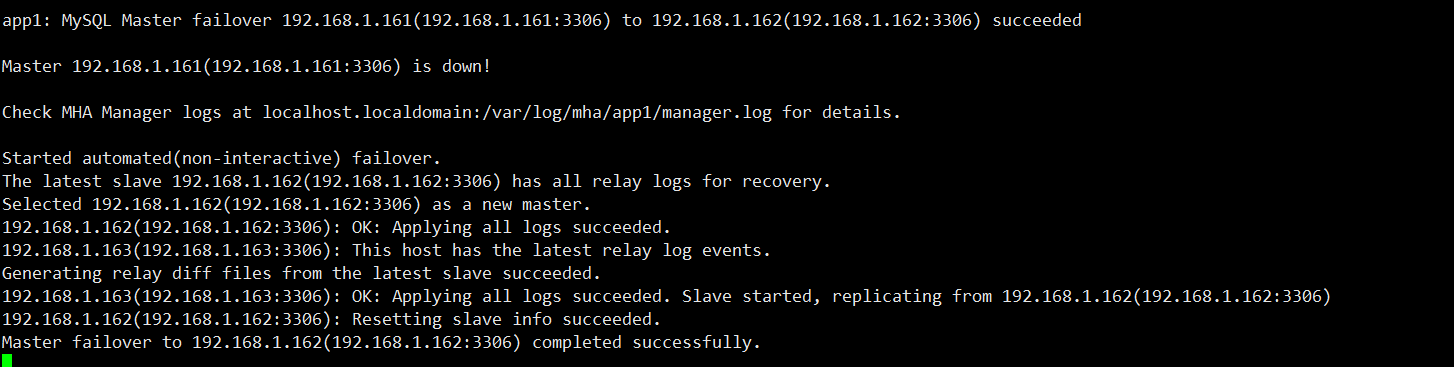 app1: MySQL Master failover 192.168.1.161(192.168.1.161:3306) to 192.168.1.162(192.168.1.162:3306) succeeded
Master 192.168.1.161(192.168.1.161:3306) is down!
Check MHA Manager logs at localhost.localdomain:/var/log/mha/app1/manager.log for details.
Started automated(non-interactive) failover.
The latest slave 192.168.1.162(192.168.1.162:3306) has all relay logs for recovery.
Selected 192.168.1.162(192.168.1.162:3306) as a new master.
192.168.1.162(192.168.1.162:3306): OK: Applying all logs succeeded.
192.168.1.163(192.168.1.163:3306): This host has the latest relay log events.
Generating relay diff files from the latest slave succeeded.
192.168.1.163(192.168.1.163:3306): OK: Applying all logs succeeded. Slave started, replicating from 192.168.1.162(192.168.1.162:3306)
192.168.1.162(192.168.1.162:3306): Resetting slave info succeeded.
Master failover to 192.168.1.162(192.168.1.162:3306) completed successfully.